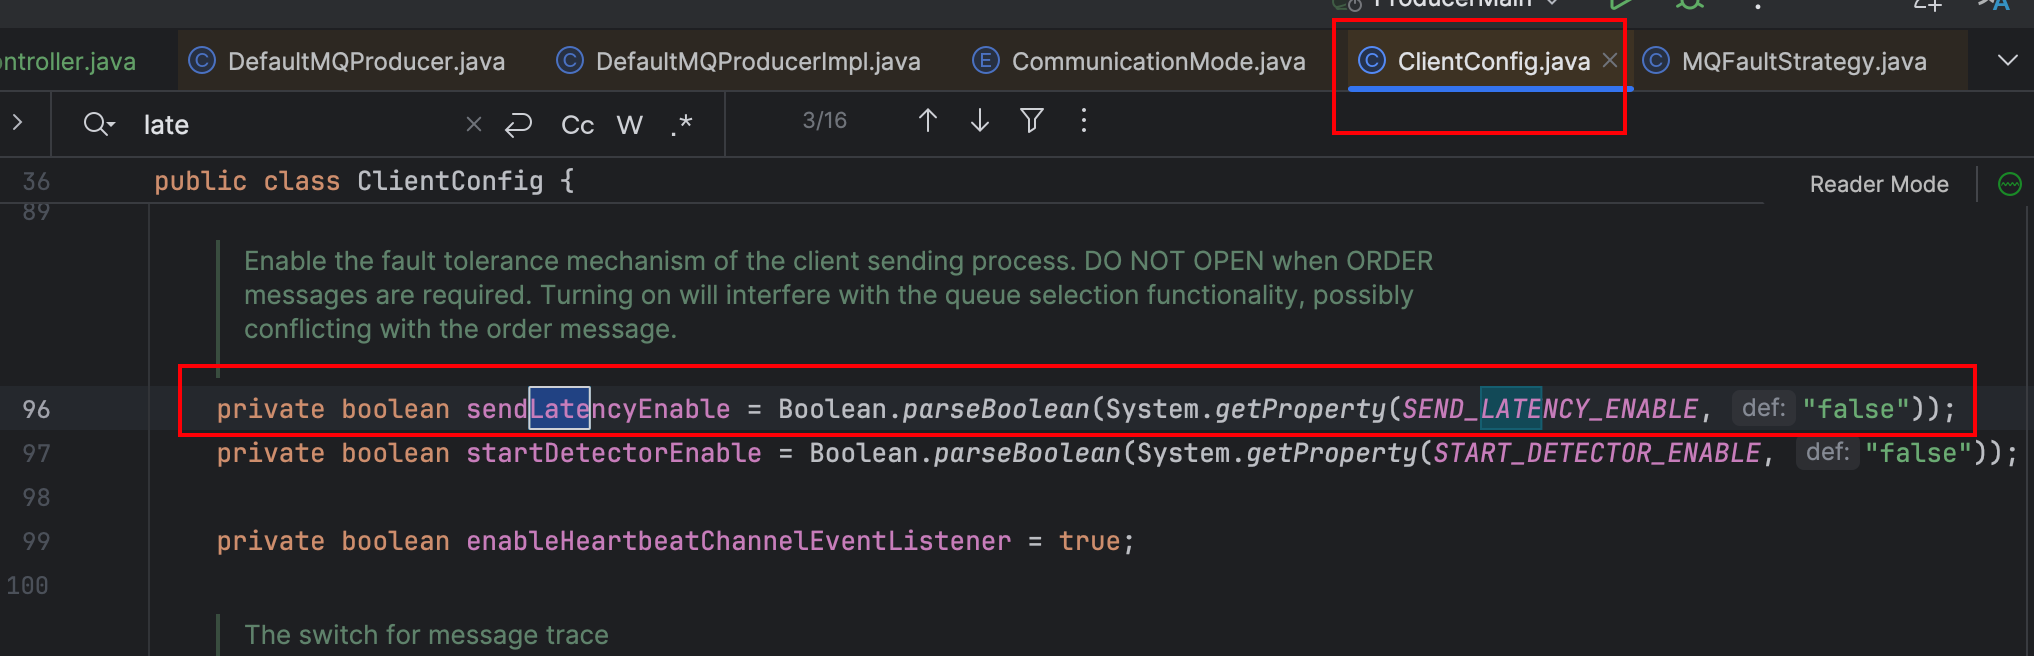 ProducerMain
ontroller.java DefaultMQProducer.java DefaultMQProducerImpl.java CommunicationMode.java ClientConfig.java MQFaultStrategy.java
late Cc W .* 3/16
36 public class ClientConfig {
Reader Mode
89
Enable the fault tolerance mechanism of the client sending process. DO NOT OPEN when ORDER
messages are required. Turning on will interfere with the queue selection functionality, possibly
conflicting with the order message.
96 private boolean sendLatencyEnable = Boolean.parseBoolean(System.getProperty(SEND_LATENCY_ENABLE, def: "false"));
97 private boolean startDetectorEnable = Boolean.parseBoolean(System.getProperty(START_DETECTOR_ENABLE, def: "false"));
98
99 private boolean enableHeartbeatChannelEventListener = true;
100
The switch for message trace